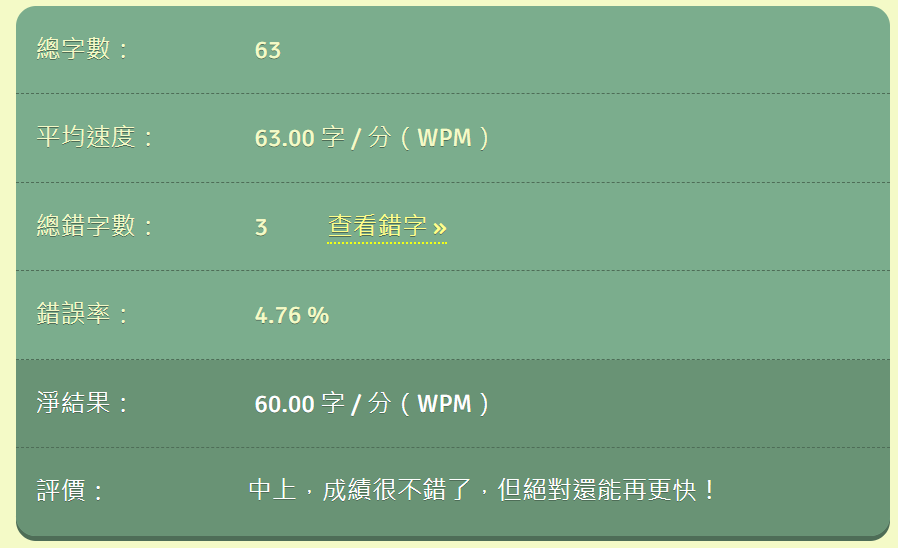 總字數： 63
平均速度： 63.00 字 / 分（WPM）
總錯字數： 3 查看錯字 »
錯誤率： 4.76 %
淨結果： 60.00 字 / 分（WPM）
評價： 中上，成績很不錯了，但絕對還能再更快！